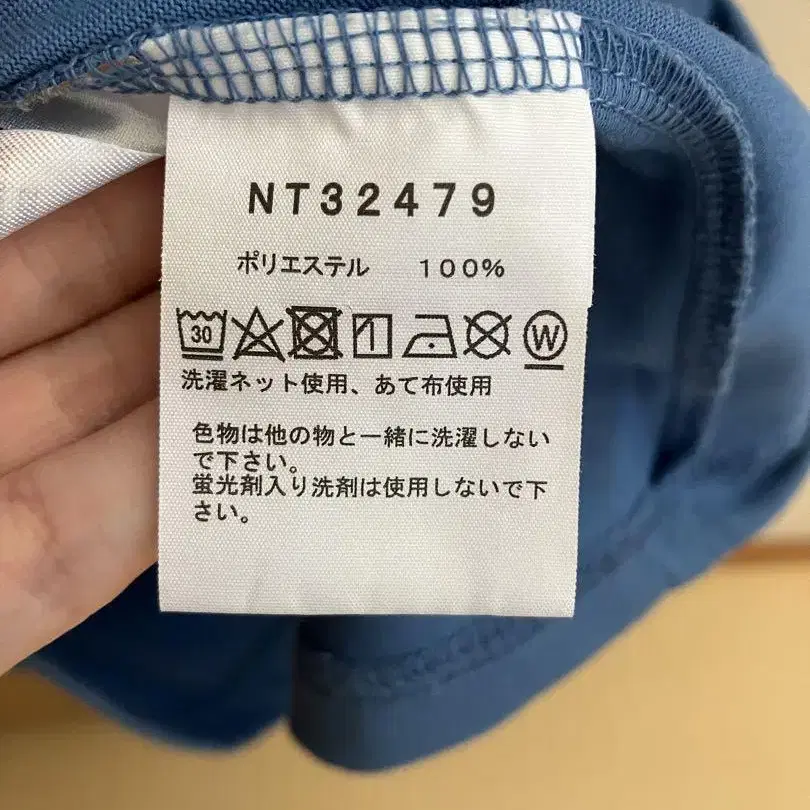 NT32479
ポリエステル 100%
30 W
洗濯ネット使用、あて布使用
色物は他の物と一緒に洗濯しない
で下さい。
蛍光剤入り洗剤は使用しないで下
さい。